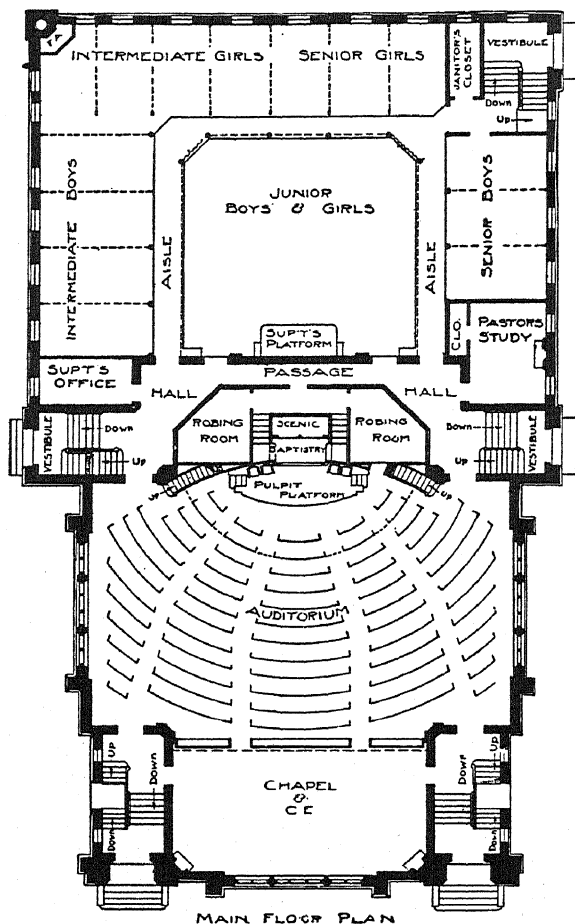 INTERMEDIATE GIRLS
SENIOR GIRLS
JANITOR'S
CLOSET
VESTIBULE
DOWN
UP
JUNIOR
BOYS & GIRLS
INTERMEDIATE BOYS
AISLE
AISLE
SENIOR BOYS
SUP'T'S
PLATFORM
CLO.
PASTORS
STUDY
SUPT'S
OFFICE
PASSAGE
HALL
HALL
ROBING
ROOM
SCENIC
BAPTISTRY
ROBING
ROOM
VESTIBULE
DOWN
UP
DOWN
UP
VESTIBULE
UP
PULPIT
PLATFORM
UP
AUDITORIUM
UP
DOWN
DOWN
DOWN
UP
DOWN
CHAPEL
&
C E
MAIN FLOOR PLAN